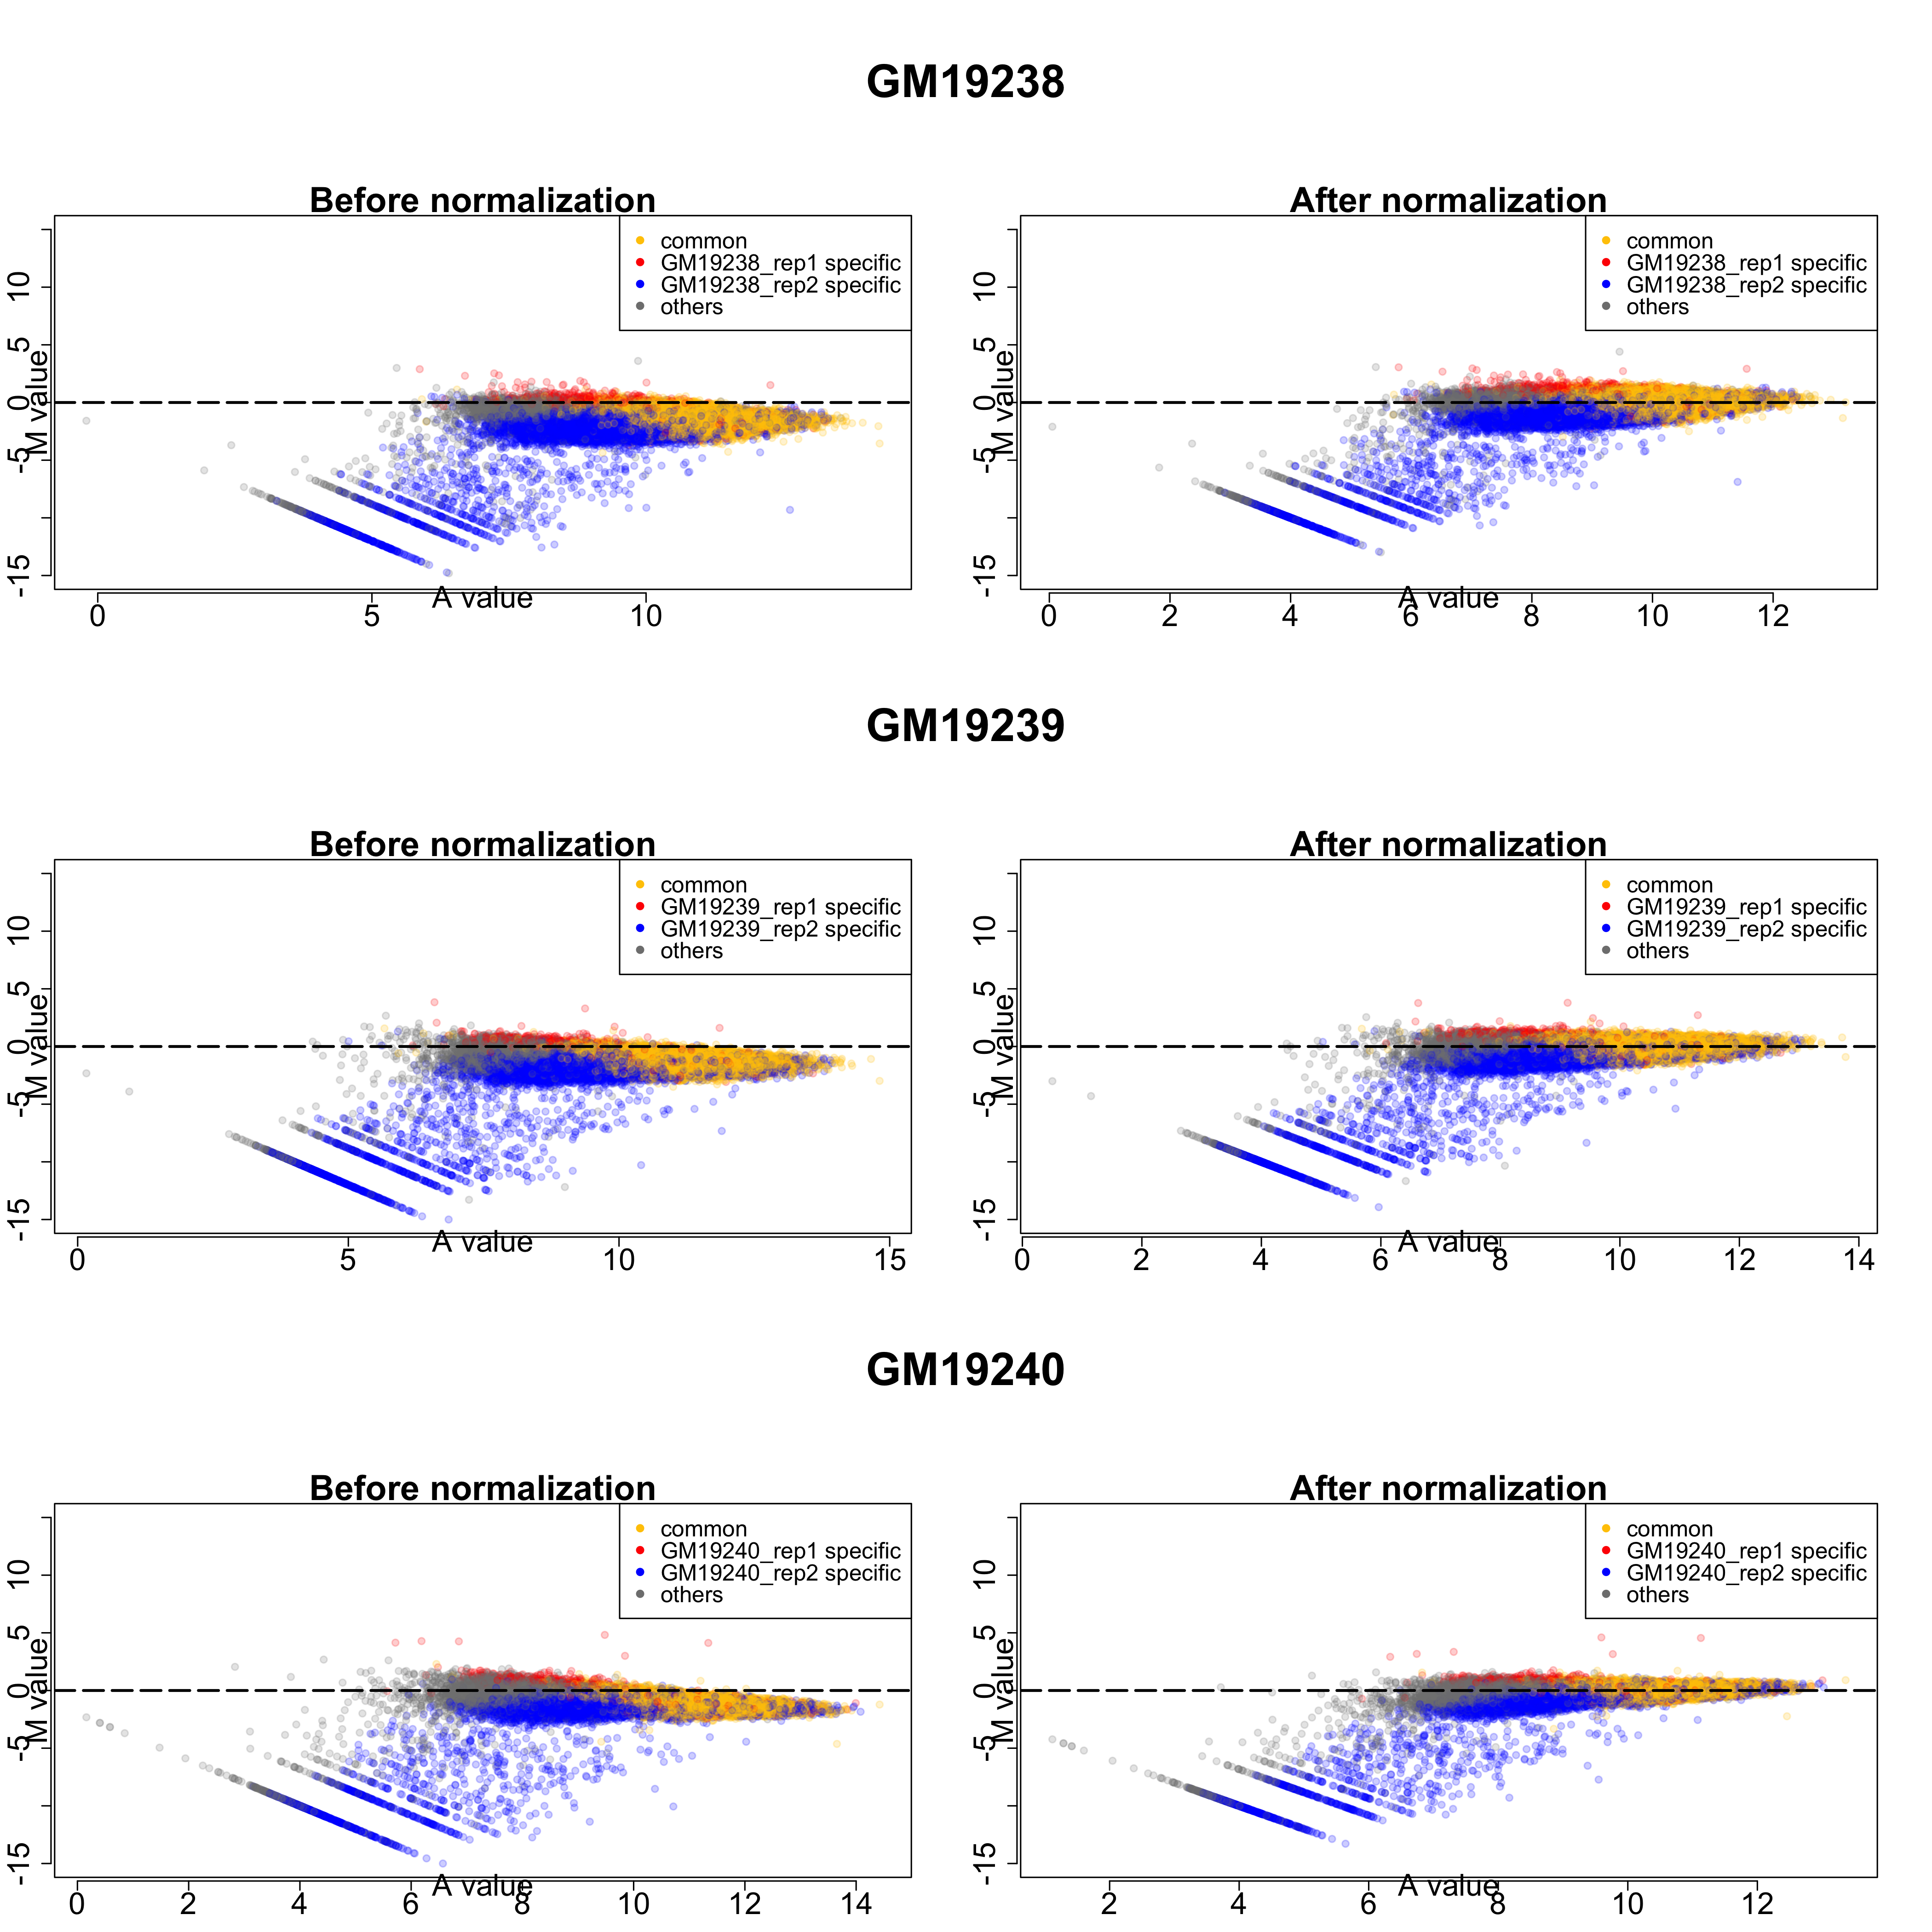 GM19238
Before normalization
common
GM19238_rep1 specific
GM19238_rep2 specific
others
M value
10
5
0
-5
-15
0
5
10
A value
After normalization
common
GM19238_rep1 specific
GM19238_rep2 specific
others
M value
10
5
0
-5
-15
0
2
4
6
8
10
12
A value
GM19239
Before normalization
common
GM19239_rep1 specific
GM19239_rep2 specific
others
M value
10
5
0
-5
-15
0
5
10
15
A value
After normalization
common
GM19239_rep1 specific
GM19239_rep2 specific
others
M value
10
5
0
-5
-15
0
2
4
6
8
10
12
14
A value
GM19240
Before normalization
common
GM19240_rep1 specific
GM19240_rep2 specific
others
M value
10
5
0
-5
-15
0
2
4
6
8
10
12
14
A value
After normalization
common
GM19240_rep1 specific
GM19240_rep2 specific
others
M value
10
5
0
-5
-15
2
4
6
8
10
12
A value